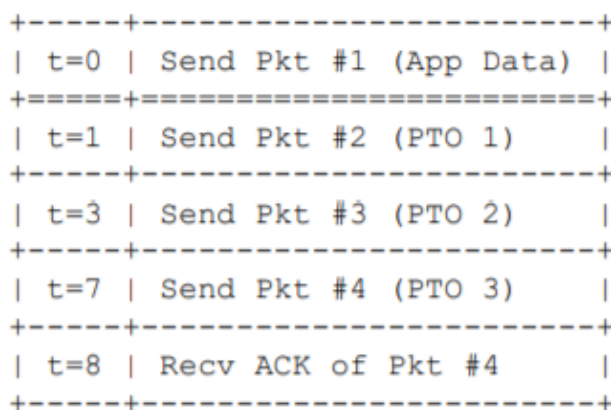 +-----+------------------------+
| t=0 | Send Pkt #1 (App Data) |
+=====+========================+
| t=1 | Send Pkt #2 (PTO 1)    |
+-----+------------------------+
| t=3 | Send Pkt #3 (PTO 2)    |
+-----+------------------------+
| t=7 | Send Pkt #4 (PTO 3)    |
+-----+------------------------+
| t=8 | Recv ACK of Pkt #4     |
+-----+------------------------+